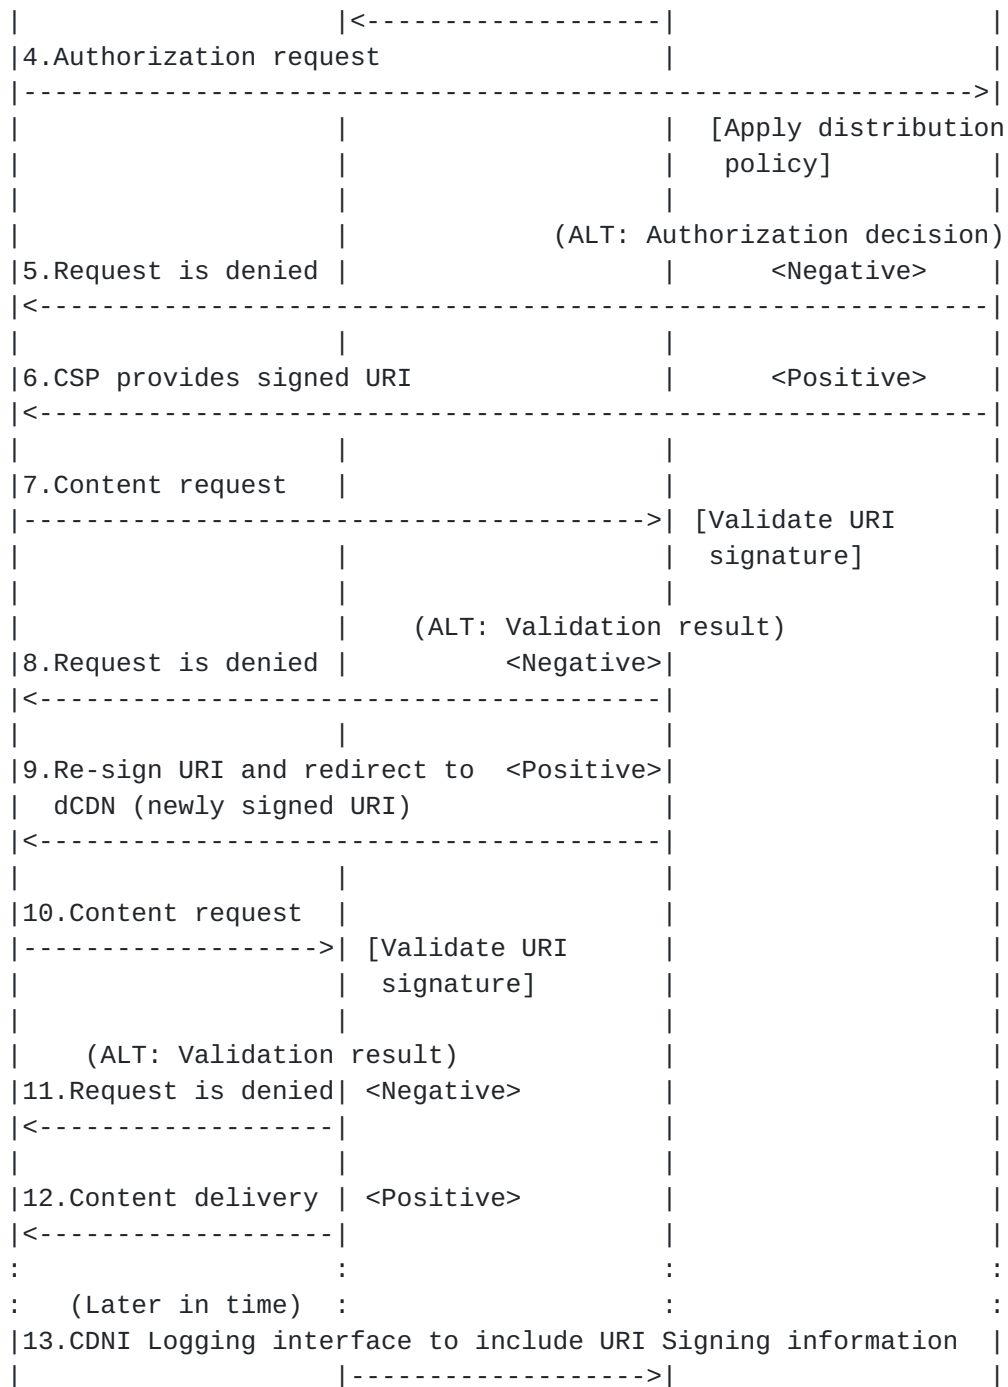 |                    |<-------------------|                    |
|4.Authorization request                  |                    |
|------------------------------------------------------------->|
|                    |                    |  [Apply distribution
|                    |                    |   policy]          |
|                    |                    |                    |
|                    |             (ALT: Authorization decision)
|5.Request is denied |                    |      <Negative>    |
|<-------------------------------------------------------------|
|                    |                    |                    |
|6.CSP provides signed URI                |      <Positive>    |
|<-------------------------------------------------------------|
|                    |                    |                    |
|7.Content request   |                    |                    |
|---------------------------------------->| [Validate URI      |
|                    |                    |  signature]        |
|                    |                    |                    |
|                    |    (ALT: Validation result)             |
|8.Request is denied |          <Negative>|                    |
|<----------------------------------------|                    |
|                    |                    |                    |
|9.Re-sign URI and redirect to  <Positive>|                    |
|  dCDN (newly signed URI)                |                    |
|<----------------------------------------|                    |
|                    |                    |                    |
|10.Content request  |                    |                    |
|------------------->| [Validate URI      |                    |
|                    |  signature]        |                    |
|                    |                    |                    |
|    (ALT: Validation result)             |                    |
|11.Request is denied| <Negative>         |                    |
|<-------------------|                    |                    |
|                    |                    |                    |
|12.Content delivery | <Positive>         |                    |
|<-------------------|                    |                    |
:                    :                    :                    :
:   (Later in time)  :                    :                    :
|13.CDNI Logging interface to include URI Signing information  |
|                    |------------------->|                    |